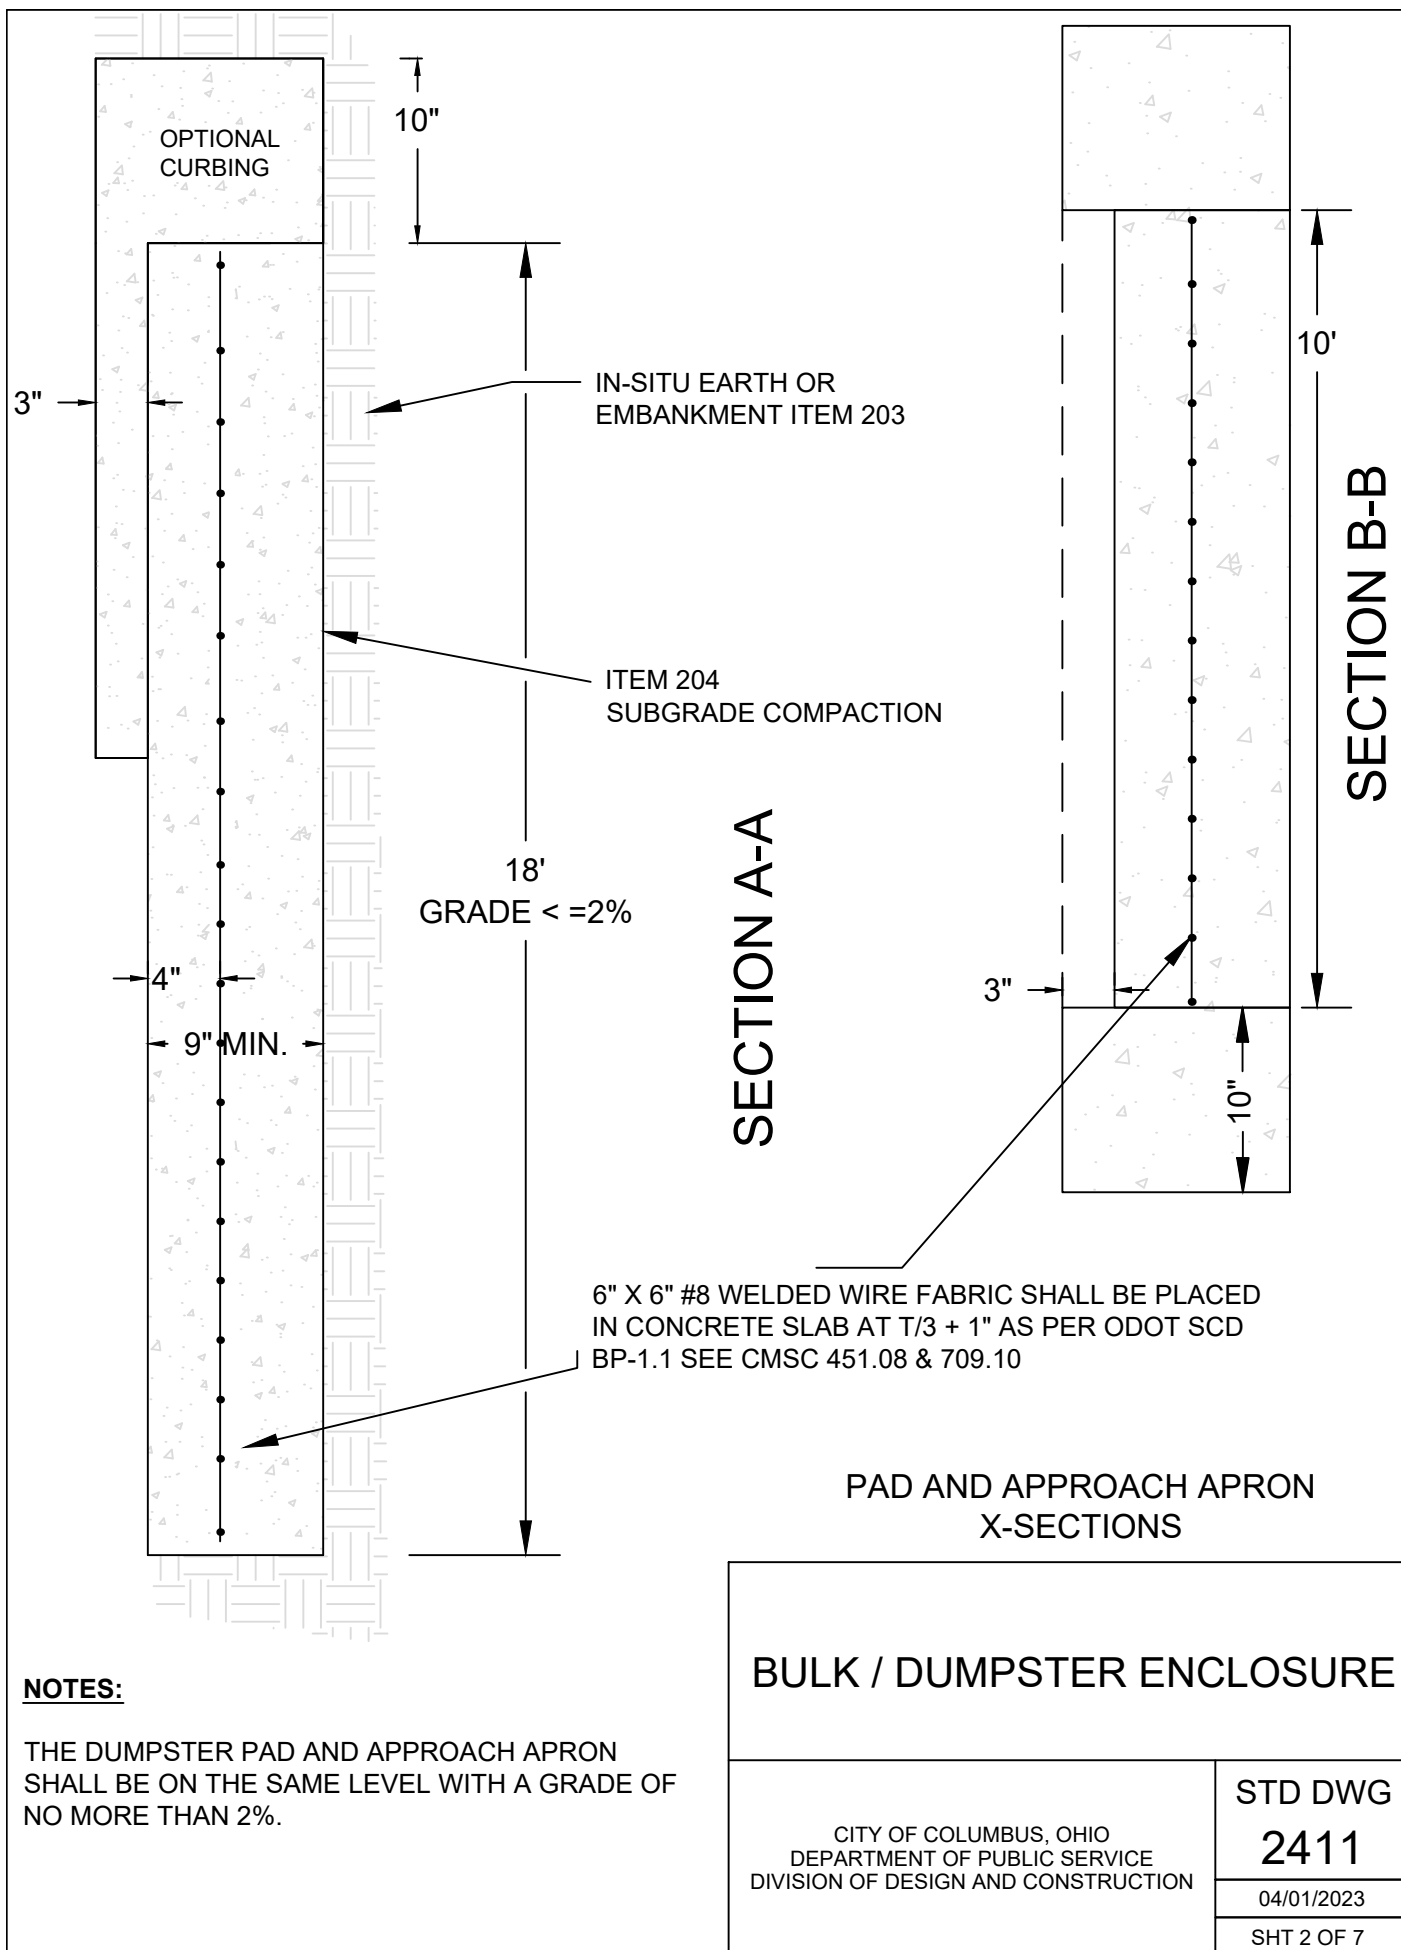 OPTIONAL
CURBING
10"
3"
IN-SITU EARTH OR
EMBANKMENT ITEM 203
ITEM 204
SUBGRADE COMPACTION
18'
GRADE < =2%
4"
9" MIN.
SECTION A-A
10'
SECTION B-B
3"
10"
6" X 6" #8 WELDED WIRE FABRIC SHALL BE PLACED
IN CONCRETE SLAB AT T/3 + 1" AS PER ODOT SCD
BP-1.1 SEE CMSC 451.08 & 709.10
PAD AND APPROACH APRON
X-SECTIONS
NOTES:
THE DUMPSTER PAD AND APPROACH APRON
SHALL BE ON THE SAME LEVEL WITH A GRADE OF
NO MORE THAN 2%.
BULK / DUMPSTER ENCLOSURE
CITY OF COLUMBUS, OHIO
DEPARTMENT OF PUBLIC SERVICE
DIVISION OF DESIGN AND CONSTRUCTION
STD DWG
2411
04/01/2023
SHT 2 OF 7